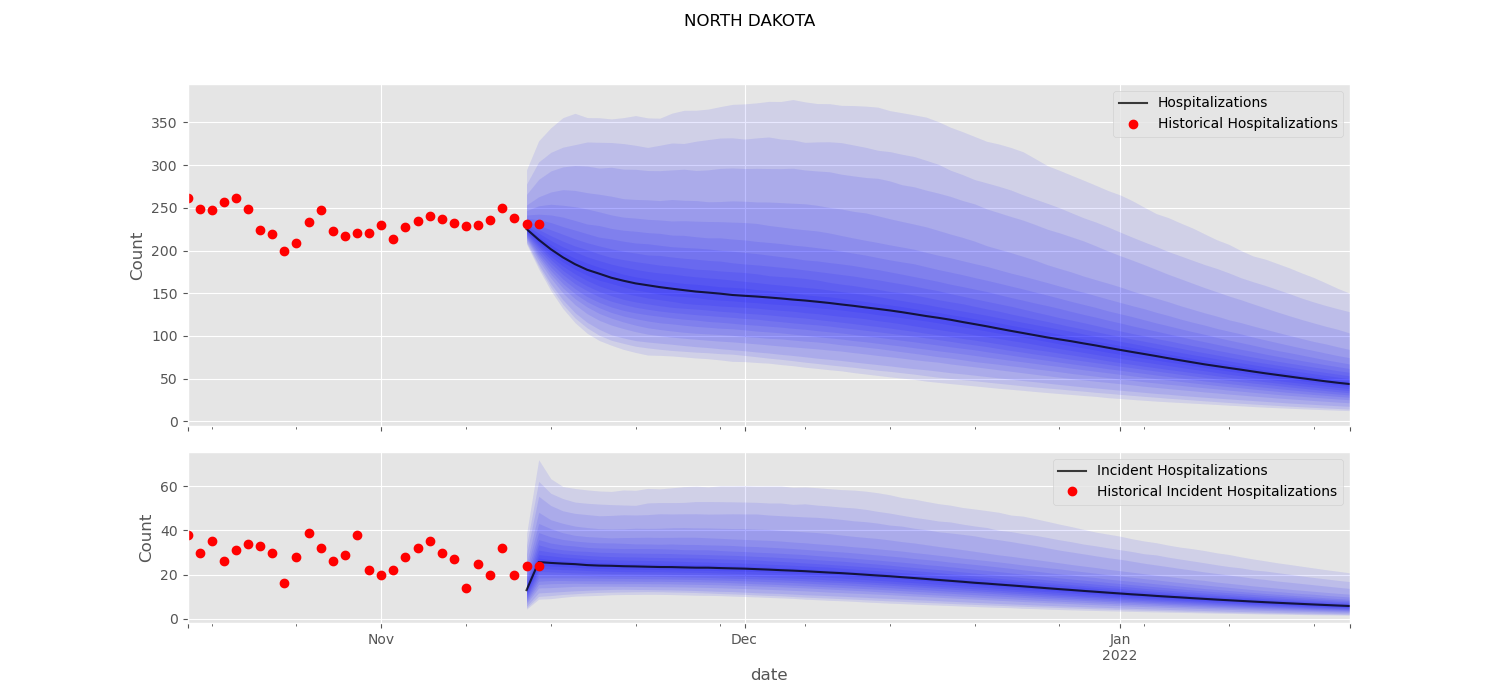 NORTH DAKOTA
Hospitalizations
Historical Hospitalizations
350
300
250
200
150
100
50
0
Count
Incident Hospitalizations
Historical Incident Hospitalizations
60
40
20
0
Count
Nov
Dec
Jan
2022
date